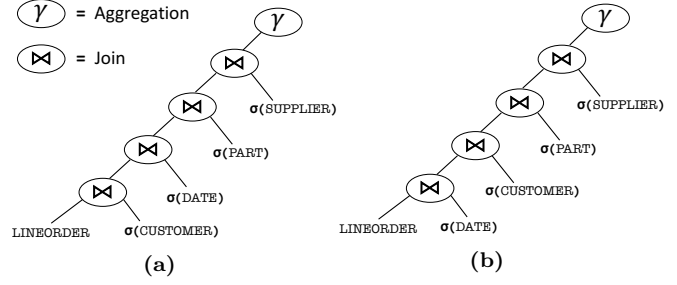 γ = Aggregation
⋈ = Join
γ
⋈
σ(SUPPLIER)
⋈
σ(PART)
⋈
σ(DATE)
⋈
LINEORDER
σ(CUSTOMER)
(a)
γ
⋈
σ(SUPPLIER)
⋈
σ(PART)
⋈
σ(CUSTOMER)
⋈
LINEORDER
σ(DATE)
(b)